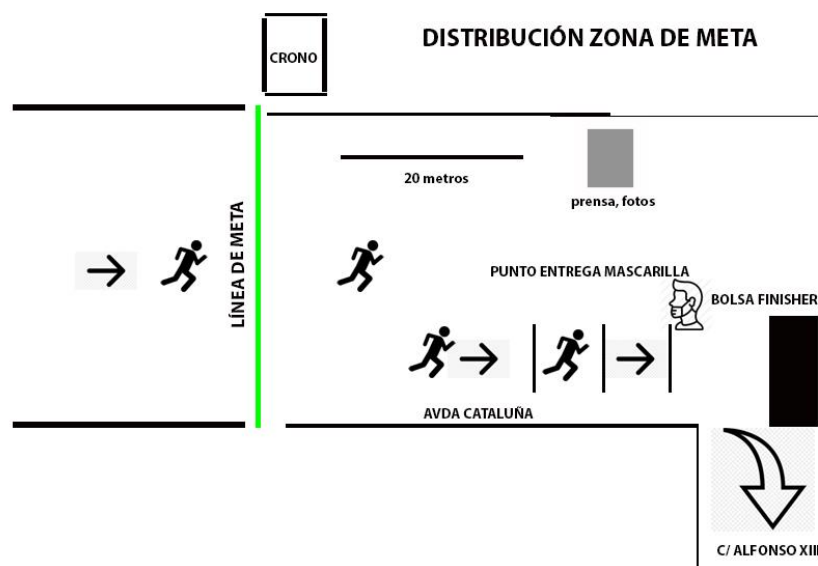 DISTRIBUCIÓN ZONA DE META
CRONO
20 metros
prensa, fotos
LÍNEA DE META
PUNTO ENTREGA MASCARILLA
BOLSA FINISHER
AVDA CATALUÑA
C/ ALFONSO XIII